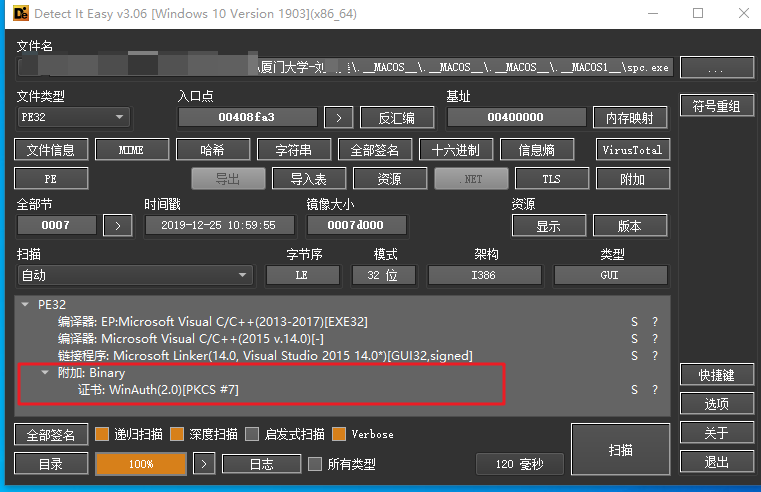 Detect It Easy v3.06 [Windows 10 Version 1903](x86_64)
文件名
\厦门大学-刘 \.__MACOS__\.__MACOS__\.__MACOS__\.__MACOS1__\spc.exe ...
文件类型 入口点 基址
PE32 00408fa3 > 反汇编 00400000 内存映射 符号重组
文件信息 MIME 哈希 字符串 全部签名 十六进制 信息熵 VirusTotal
PE 导出 导入表 资源 .NET TLS 附加
全部节 时间戳 镜像大小 资源
0007 > 2019-12-25 10:59:55 0007d000 显示 版本
扫描 字节序 模式 架构 类型
自动 LE 32 位 I386 GUI
PE32
编译器: EP:Microsoft Visual C/C++(2013-2017)[EXE32] S ?
编译器: Microsoft Visual C/C++(2015 v.14.0)[-] S ?
链接程序: Microsoft Linker(14.0, Visual Studio 2015 14.0*)[GUI32,signed] S ?
附加: Binary
证书: WinAuth(2.0)[PKCS #7] S ?
快捷键
选项
全部签名 递归扫描 深度扫描 启发式扫描 Verbose 扫描 关于
目录 100% > 日志 所有类型 120 毫秒 退出